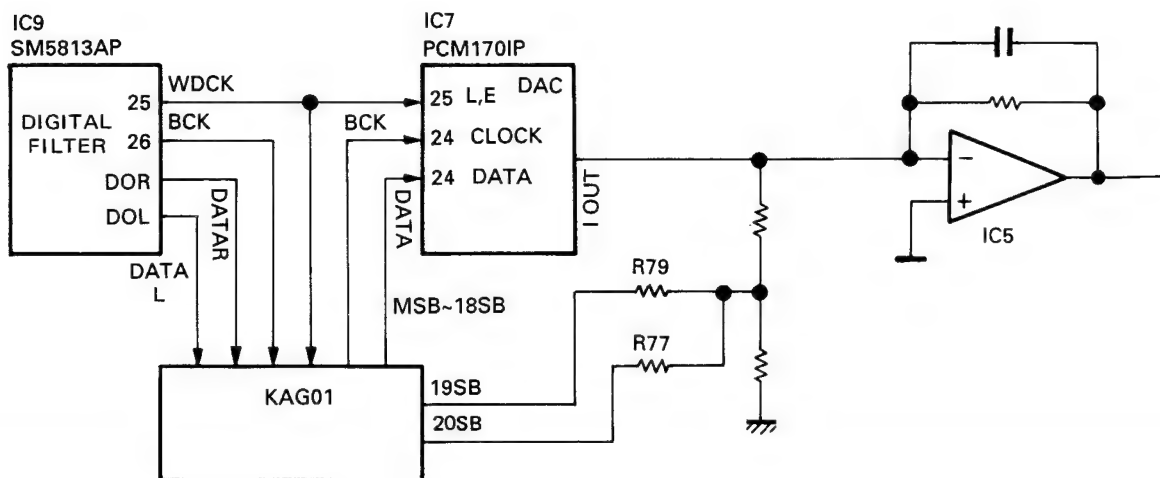 IC9
SM5813AP
DIGITAL
FILTER
25
26
DOR
DOL
WDCK
BCK
DATAR
DATA
L
IC7
PCM170IP
DAC
25 L,E
24 CLOCK
24 DATA
BCK
DATA
I OUT
MSB~18SB
KAG01
19SB
20SB
R79
R77
−
+
IC5